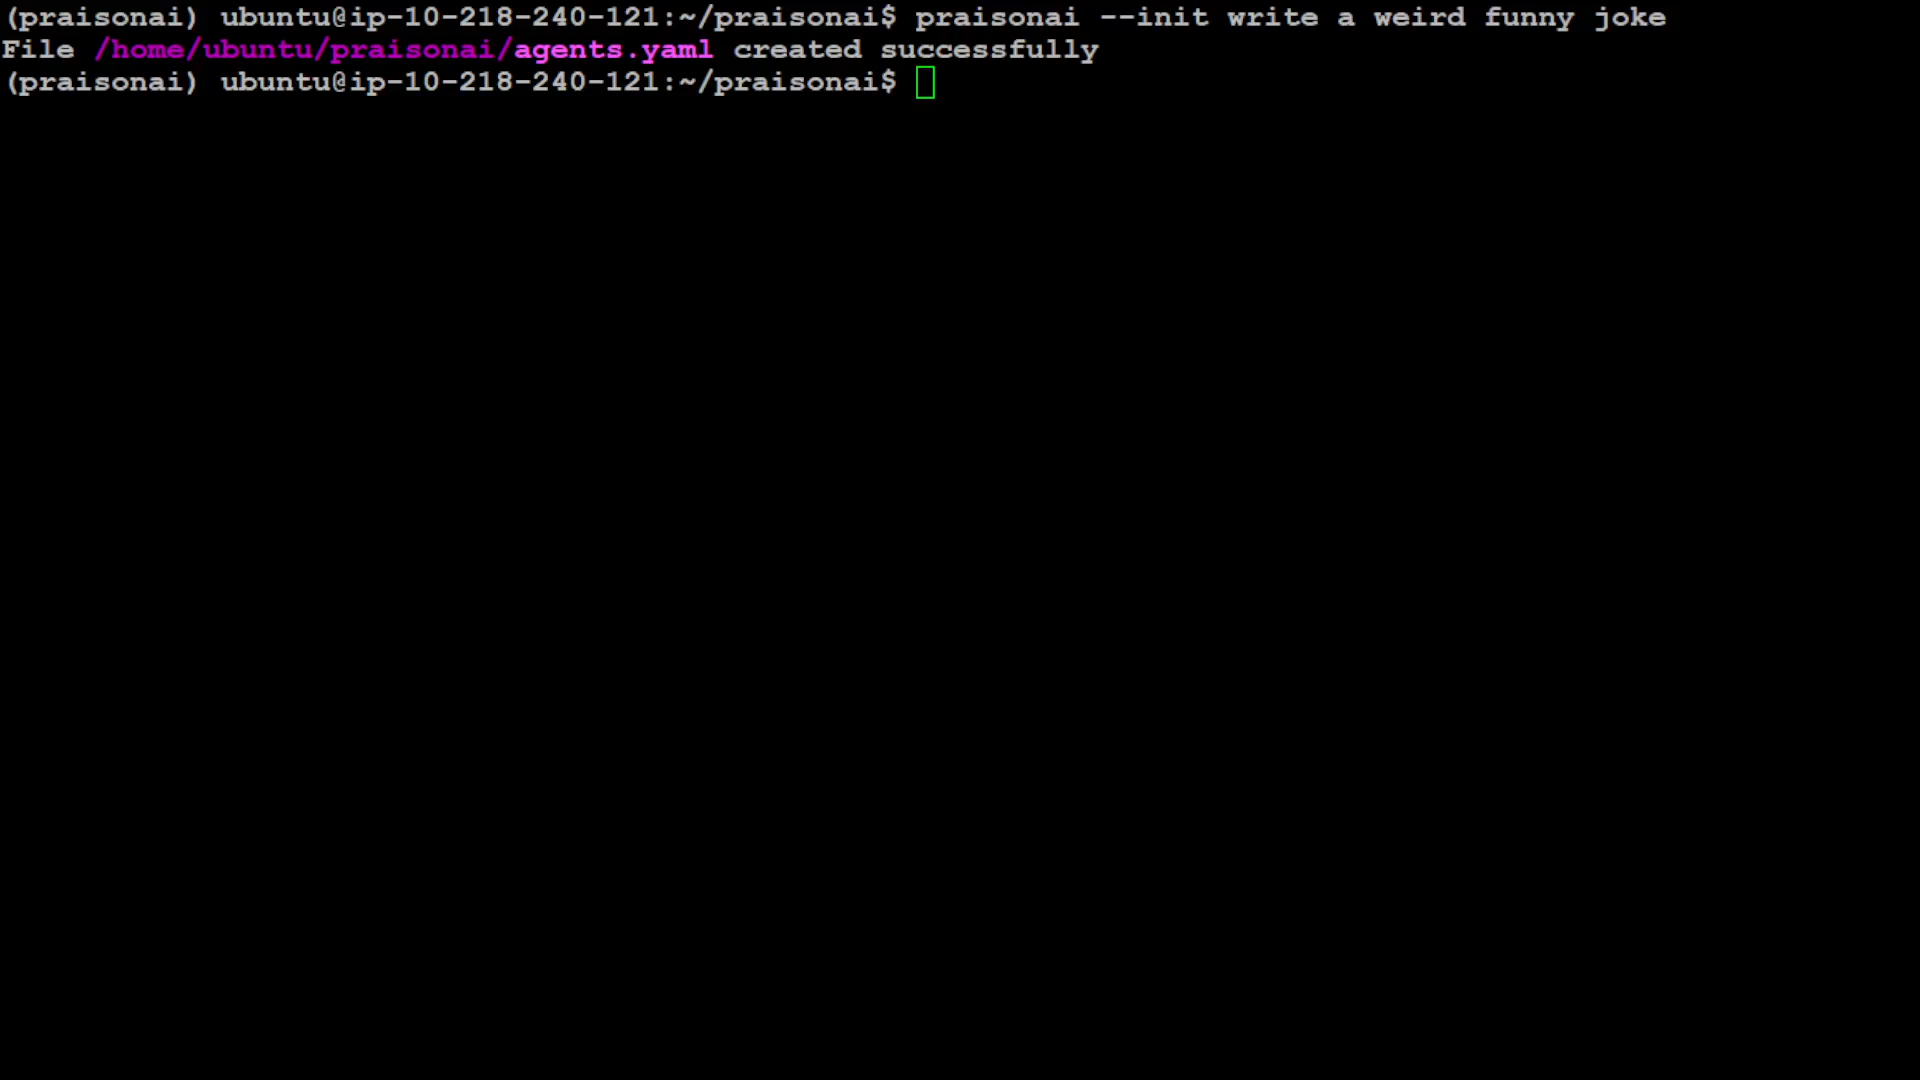 (praisonai) ubuntu@ip-10-218-240-121:~/praisonai$ praisonai --init write a weird funny joke
File /home/ubuntu/praisonai/agents.yaml created successfully
(praisonai) ubuntu@ip-10-218-240-121:~/praisonai$